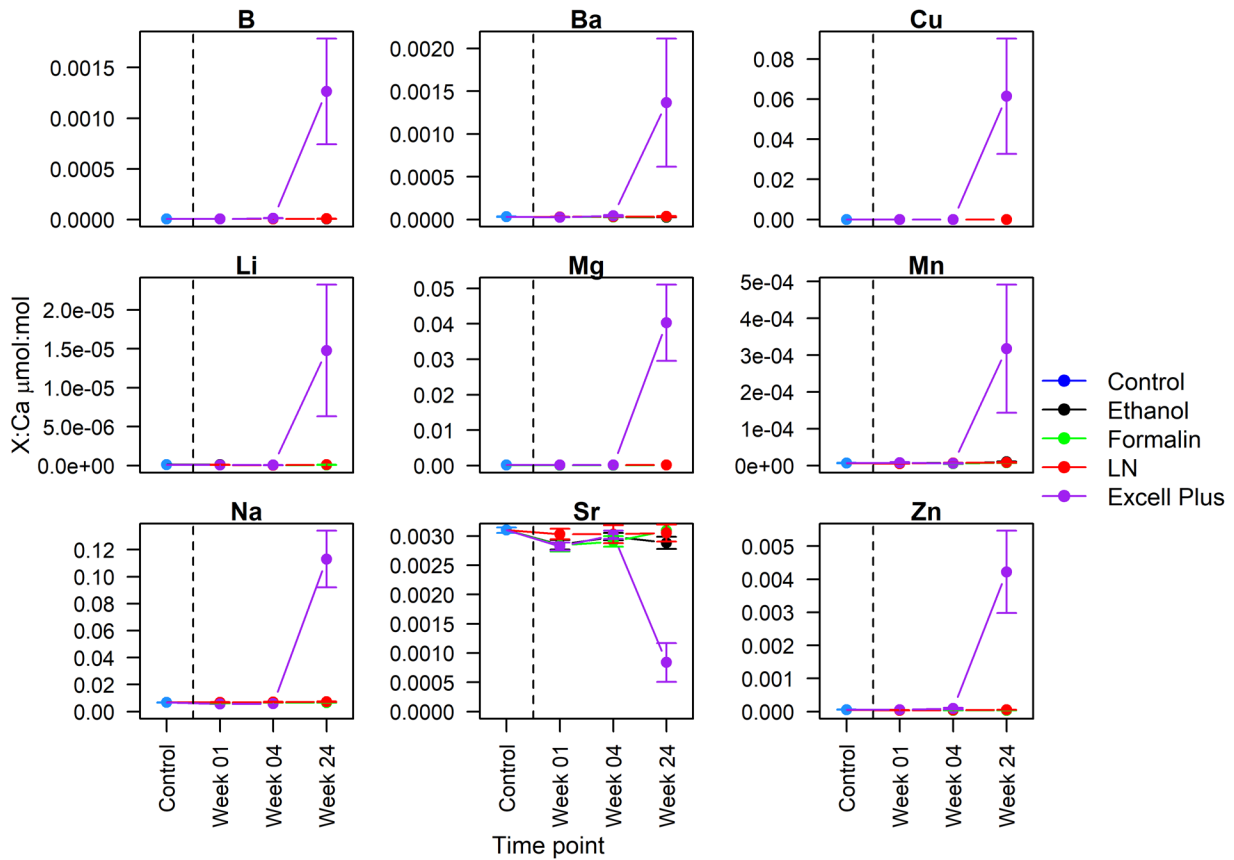 B
Ba
Cu
0.0015
0.0010
0.0005
0.0000
0.0020
0.0015
0.0010
0.0005
0.0000
0.08
0.06
0.04
0.02
0.00
Li
Mg
Mn
2.0e-05
1.5e-05
1.0e-05
5.0e-06
0.0e+00
0.05
0.04
0.03
0.02
0.01
0.00
5e-04
4e-04
3e-04
2e-04
1e-04
0e+00
X:Ca μmol:mol
Na
Sr
Zn
0.12
0.10
0.08
0.06
0.04
0.02
0.00
0.0030
0.0025
0.0020
0.0015
0.0010
0.0005
0.0000
0.005
0.004
0.003
0.002
0.001
0.000
Control
Week 01
Week 04
Week 24
Control
Week 01
Week 04
Week 24
Control
Week 01
Week 04
Week 24
Time point
Control
Ethanol
Formalin
LN
Excell Plus